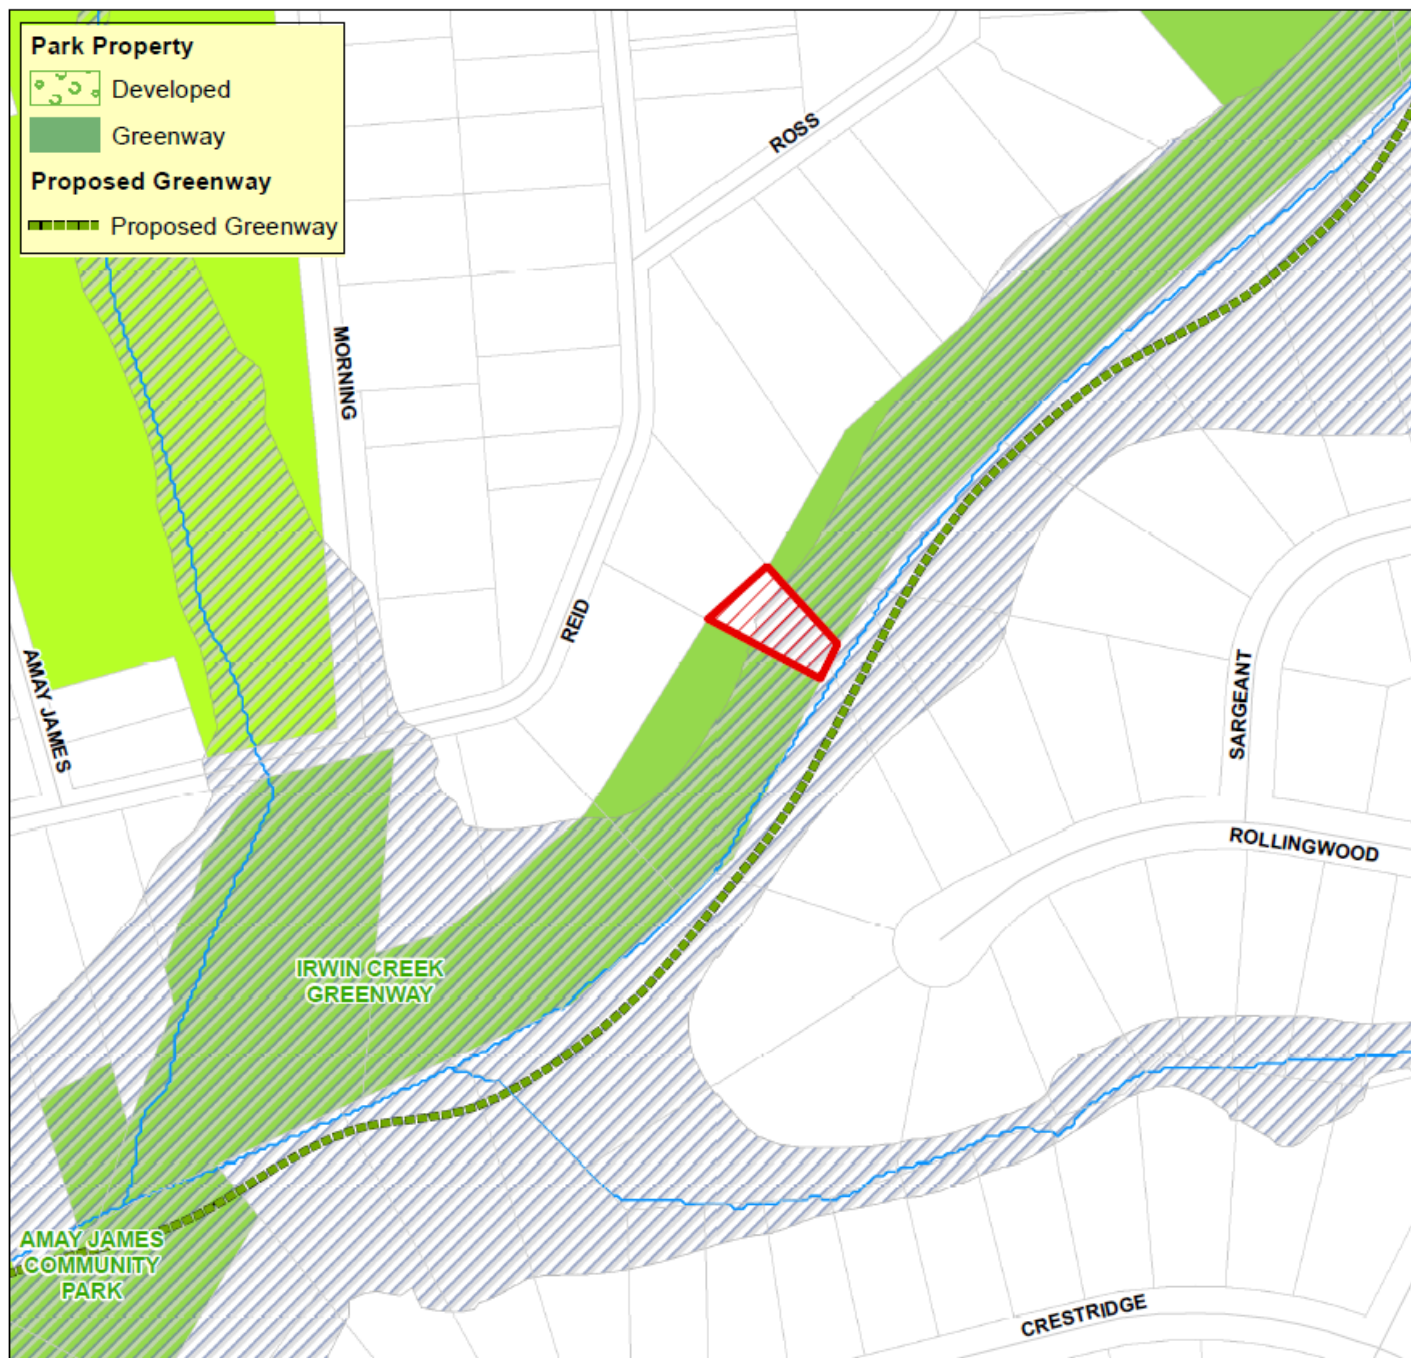 Park Property
Developed
Greenway
Proposed Greenway
Proposed Greenway
ROSS
MORNING
REID
AMAY JAMES
SARGEANT
ROLLINGWOOD
IRWIN CREEK
GREENWAY
AMAY JAMES
COMMUNITY
PARK
CRESTRIDGE